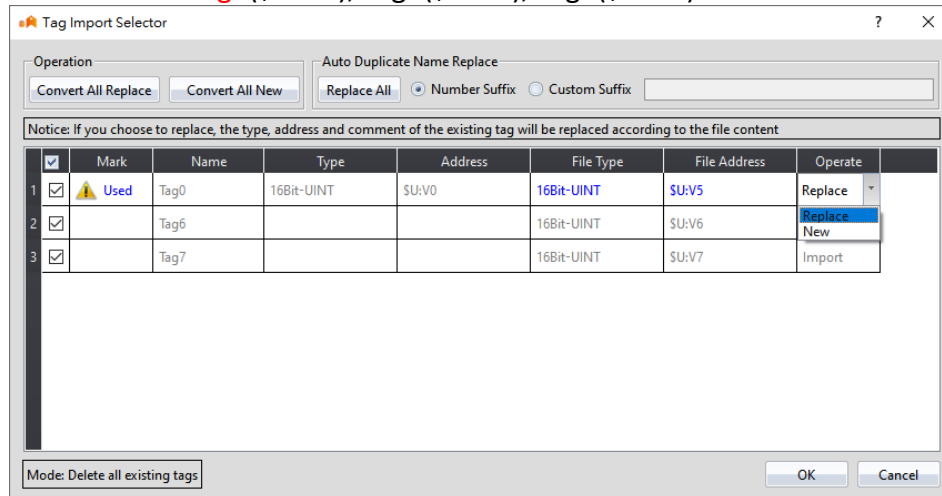 Tag Import Selector ? ×
Operation Auto Duplicate Name Replace
Convert All Replace Convert All New Replace All Number Suffix Custom Suffix
Notice: If you choose to replace, the type, address and comment of the existing tag will be replaced according to the file content
Mark Name Type Address File Type File Address Operate
1 Used Tag0 16Bit-UINT $U:V0 16Bit-UINT $U:V5 Replace
Replace
2 Tag6 16Bit-UINT $U:V6
New
3 Tag7 16Bit-UINT $U:V7 Import
Mode: Delete all existing tags OK Cancel